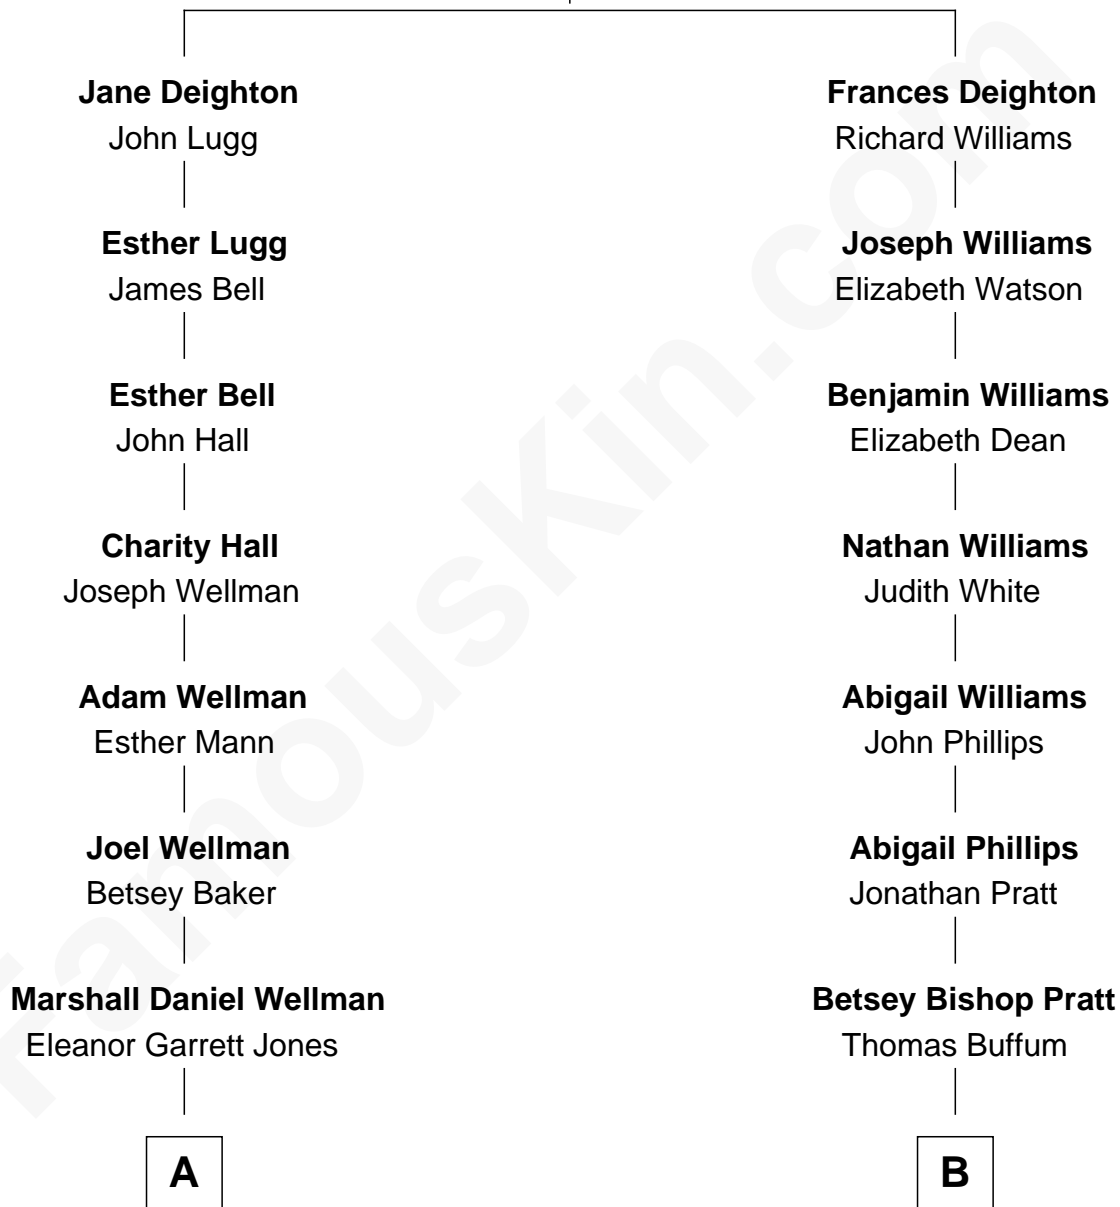 Jane Deighton
John Lugg
Esther Lugg
James Bell
Esther Bell
John Hall
Charity Hall
Joseph Wellman
Adam Wellman
Esther Mann
Joel Wellman
Betsey Baker
Marshall Daniel Wellman
Eleanor Garrett Jones
A
Frances Deighton
Richard Williams
Joseph Williams
Elizabeth Watson
Benjamin Williams
Elizabeth Dean
Nathan Williams
Judith White
Abigail Williams
John Phillips
Abigail Phillips
Jonathan Pratt
Betsey Bishop Pratt
Thomas Buffum
B
FamousKin.com